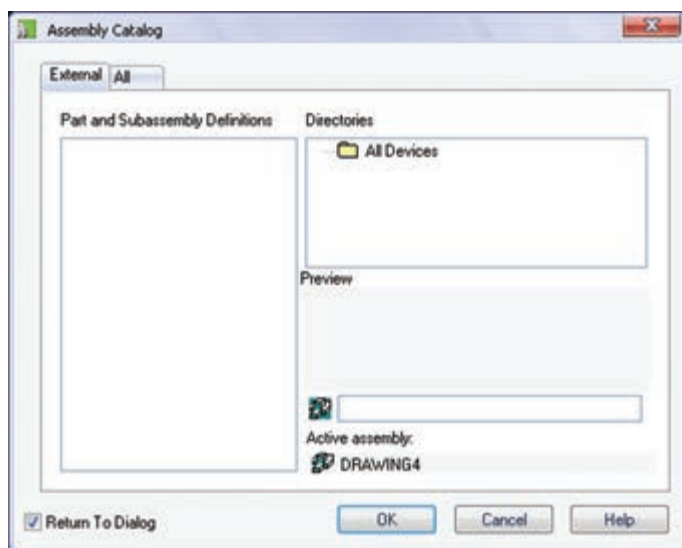 Assembly Catalog
External All
Part and Subassembly Definitions
Directories
All Devices
Preview
Active assembly:
DRAWING4
Return To Dialog
OK Cancel Help